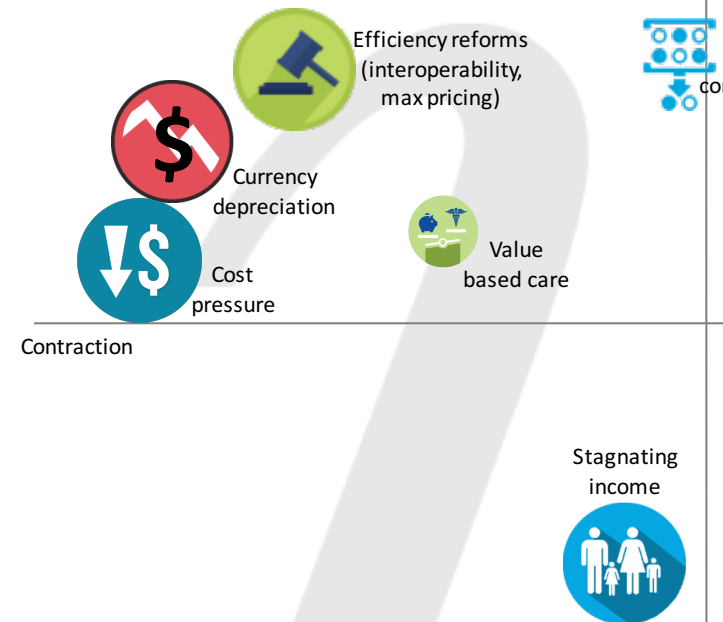 Efficiency reforms
(interoperability,
max pricing)
Currency
depreciation
Value
based care
Cost
pressure
Contraction
Stagnating
income